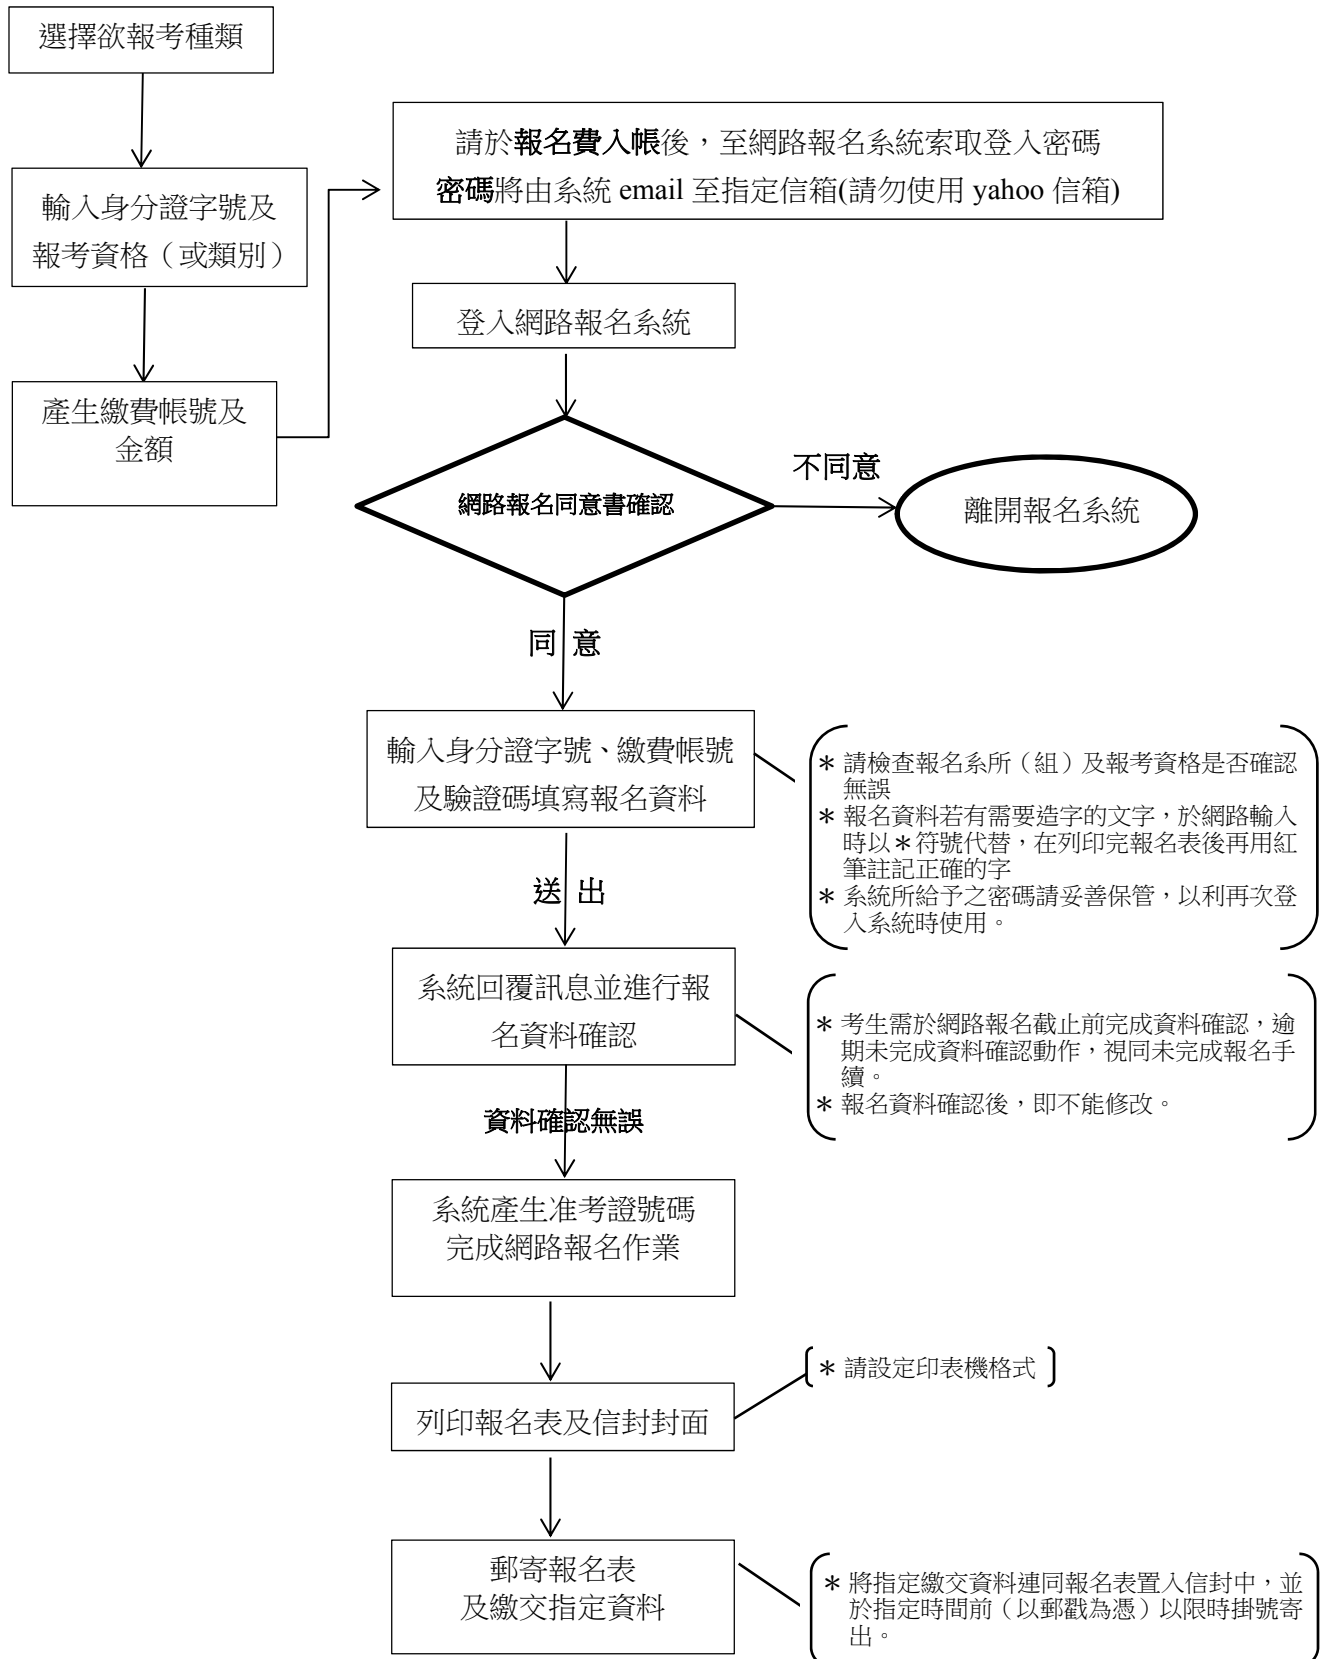 選擇欲報考種類
輸入身分證字號及
報考資格（或類別）
產生繳費帳號及
金額
請於報名費入帳後，至網路報名系統索取登入密碼
密碼將由系統 email 至指定信箱(請勿使用 yahoo 信箱)
登入網路報名系統
網路報名同意書確認
不同意
離開報名系統
同 意
輸入身分證字號、繳費帳號
及驗證碼填寫報名資料
＊請檢查報名系所（組）及報考資格是否確認
無誤
＊報名資料若有需要造字的文字，於網路輸入
時以＊符號代替，在列印完報名表後再用紅
筆註記正確的字
＊系統所給予之密碼請妥善保管，以利再次登
入系統時使用。
送 出
系統回覆訊息並進行報
名資料確認
＊考生需於網路報名截止前完成資料確認，逾
期未完成資料確認動作，視同未完成報名手
續。
＊報名資料確認後，即不能修改。
資料確認無誤
系統產生准考證號碼
完成網路報名作業
列印報名表及信封封面
＊請設定印表機格式
郵寄報名表
及繳交指定資料
＊將指定繳交資料連同報名表置入信封中，並
於指定時間前（以郵戳為憑）以限時掛號寄
出。